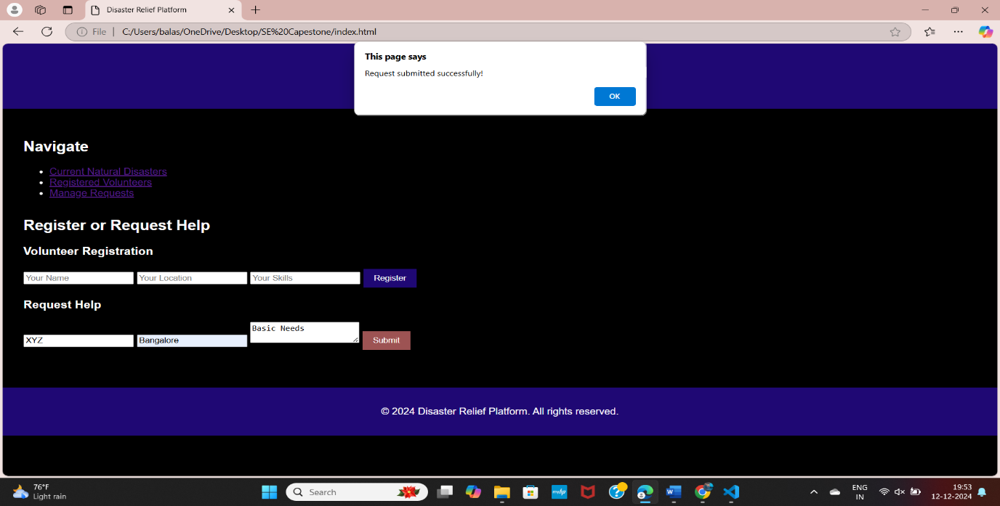 Disaster Relief Platform
File | C:/Users/balas/OneDrive/Desktop/SE%20Capestone/index.html
This page says
Request submitted successfully!
OK
Navigate
Current Natural Disasters
Registered Volunteers
Manage Requests
Register or Request Help
Volunteer Registration
Your Name Your Location Your Skills Register
Request Help
XYZ Bangalore Basic Needs Submit
© 2024 Disaster Relief Platform. All rights reserved.
76°F
Light rain
Search
myhp
ENG
IN
19:53
12-12-2024